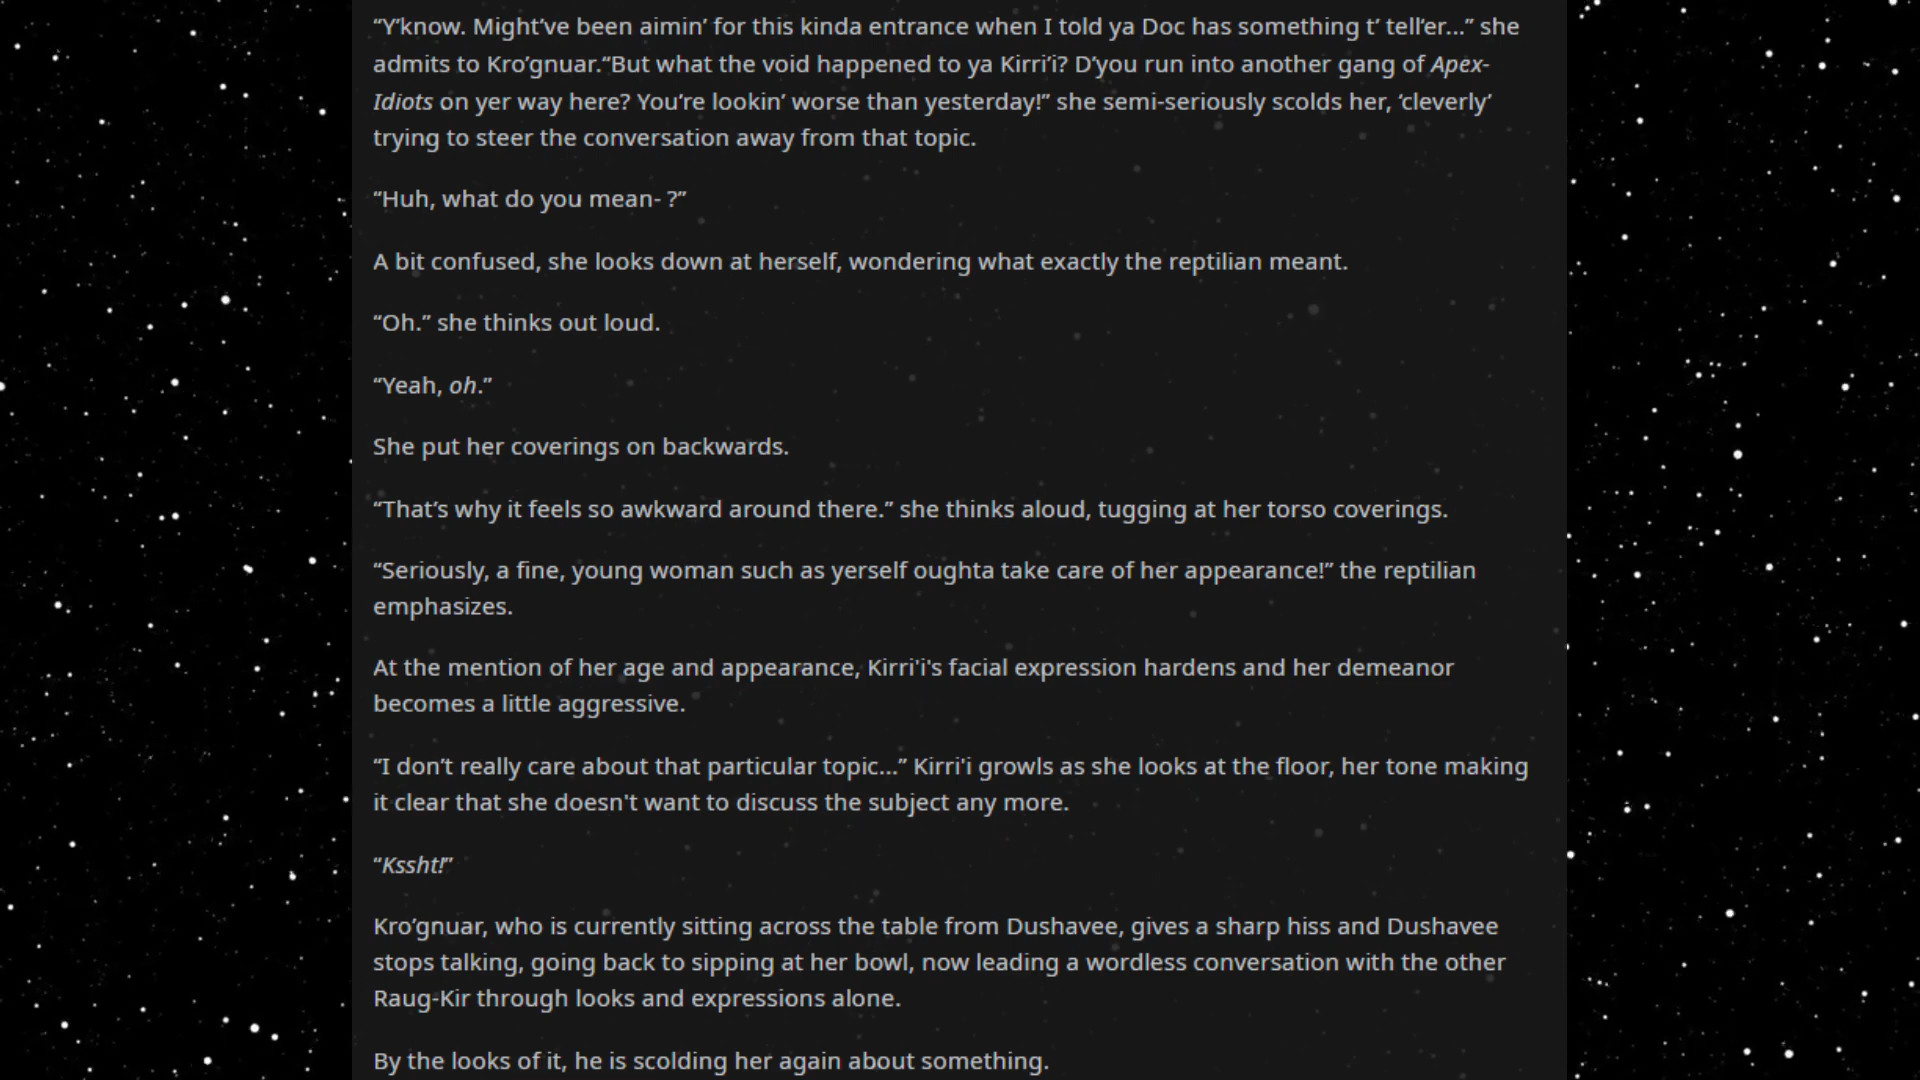 “Y’know. Might’ve been aimin’ for this kinda entrance when I told ya Doc has something t’ tell’er...” she
admits to Kro’gnuar.“But what the void happened to ya Kirri’i? D’you run into another gang of Apex-
Idiots on yer way here? You’re lookin’ worse than yesterday!” she semi-seriously scolds her, ‘cleverly’
trying to steer the conversation away from that topic.
“Huh, what do you mean- ?”
A bit confused, she looks down at herself, wondering what exactly the reptilian meant.
“Oh.” she thinks out loud.
“Yeah, oh.”
She put her coverings on backwards.
“That’s why it feels so awkward around there.” she thinks aloud, tugging at her torso coverings.
“Seriously, a fine, young woman such as yerself oughta take care of her appearance!” the reptilian
emphasizes.
At the mention of her age and appearance, Kirri'i's facial expression hardens and her demeanor
becomes a little aggressive.
“I don’t really care about that particular topic...” Kirri'i growls as she looks at the floor, her tone making
it clear that she doesn't want to discuss the subject any more.
“Kssht!”
Kro’gnuar, who is currently sitting across the table from Dushavee, gives a sharp hiss and Dushavee
stops talking, going back to sipping at her bowl, now leading a wordless conversation with the other
Raug-Kir through looks and expressions alone.
By the looks of it, he is scolding her again about something.